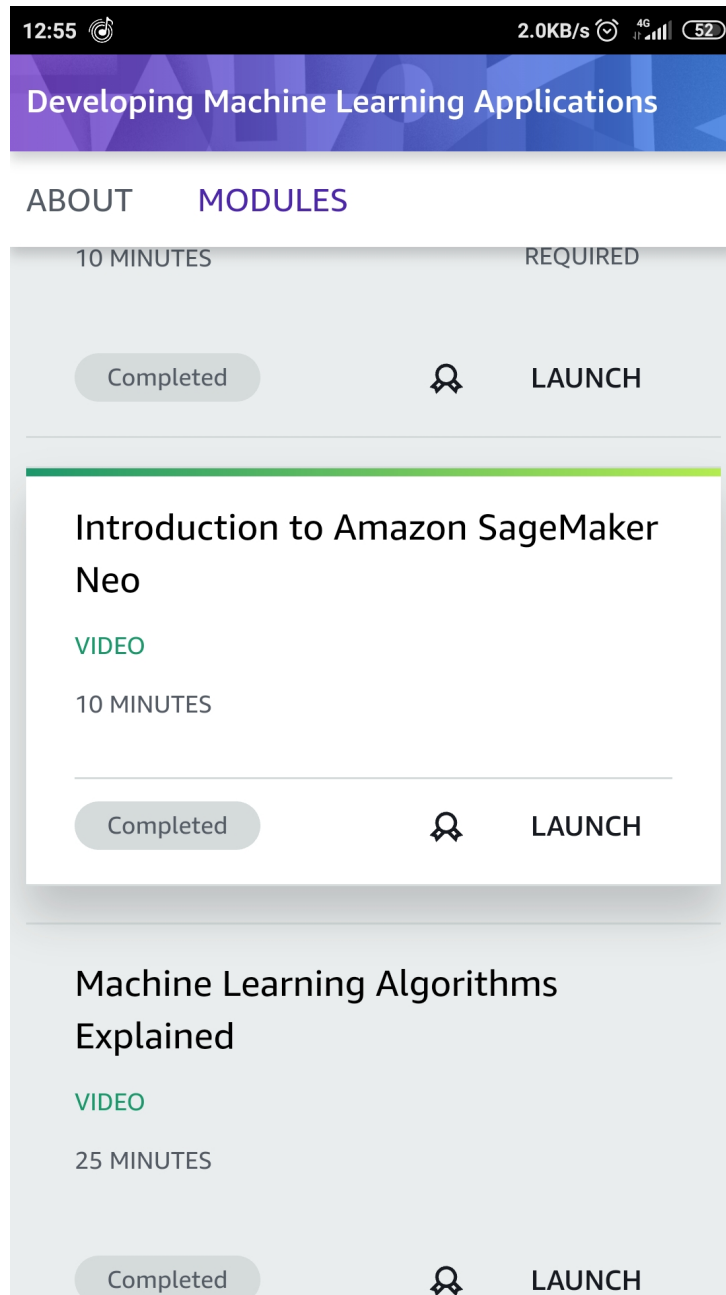 12:55 2.0KB/s 4G 52
Developing Machine Learning Applications
ABOUT MODULES
10 MINUTES REQUIRED
Completed LAUNCH
Introduction to Amazon SageMaker
Neo
VIDEO
10 MINUTES
Completed LAUNCH
Machine Learning Algorithms
Explained
VIDEO
25 MINUTES
Completed LAUNCH